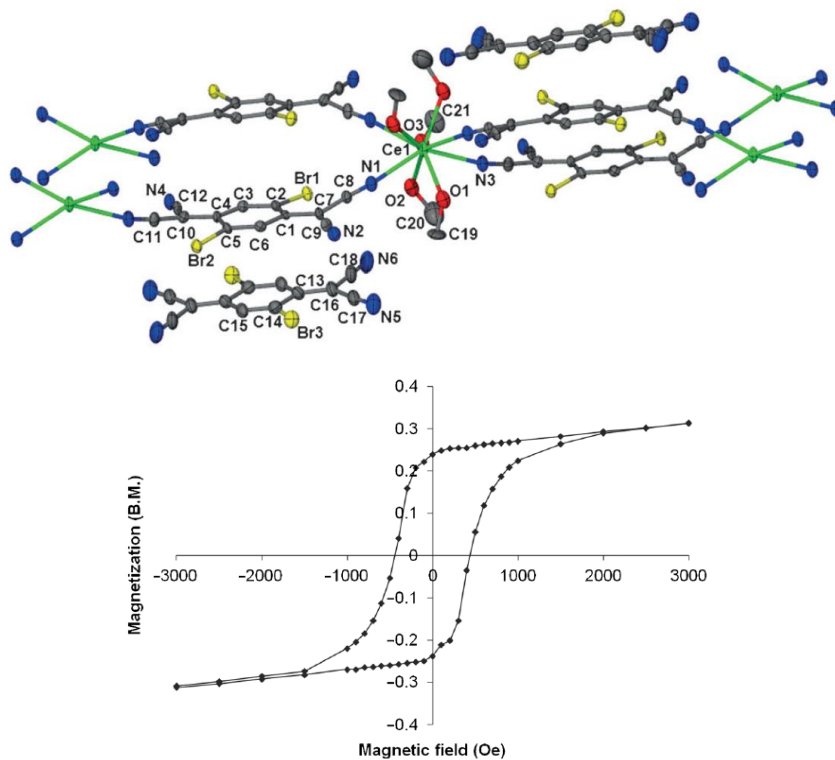 C21
O3
Ce1
N1
N3
C8
Br1
N4
C12
C3
C2
C7
O2
O1
C4
C20
C19
C11
C10
C5
C6
C1
C9
N2
Br2
C18
N6
C13
C16
C15
C14
C17
N5
Br3
0.4
0.3
0.2
0.1
0
−0.1
−0.2
−0.3
−0.4
−3000 −2000 −1000 0 1000 2000 3000
Magnetization (B.M.)
Magnetic field (Oe)